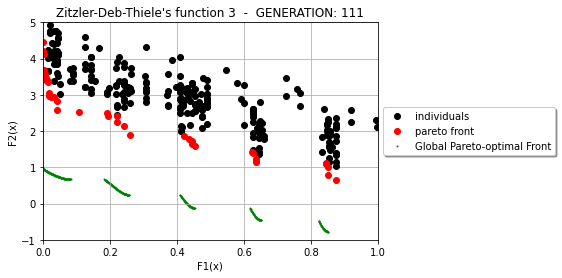 Zitzler-Deb-Thiele's function 3 - GENERATION: 111
5
4
3
2
1
0
−1
F2(x)
0.0 0.2 0.4 0.6 0.8 1.0
F1(x)
individuals
pareto front
Global Pareto-optimal Front